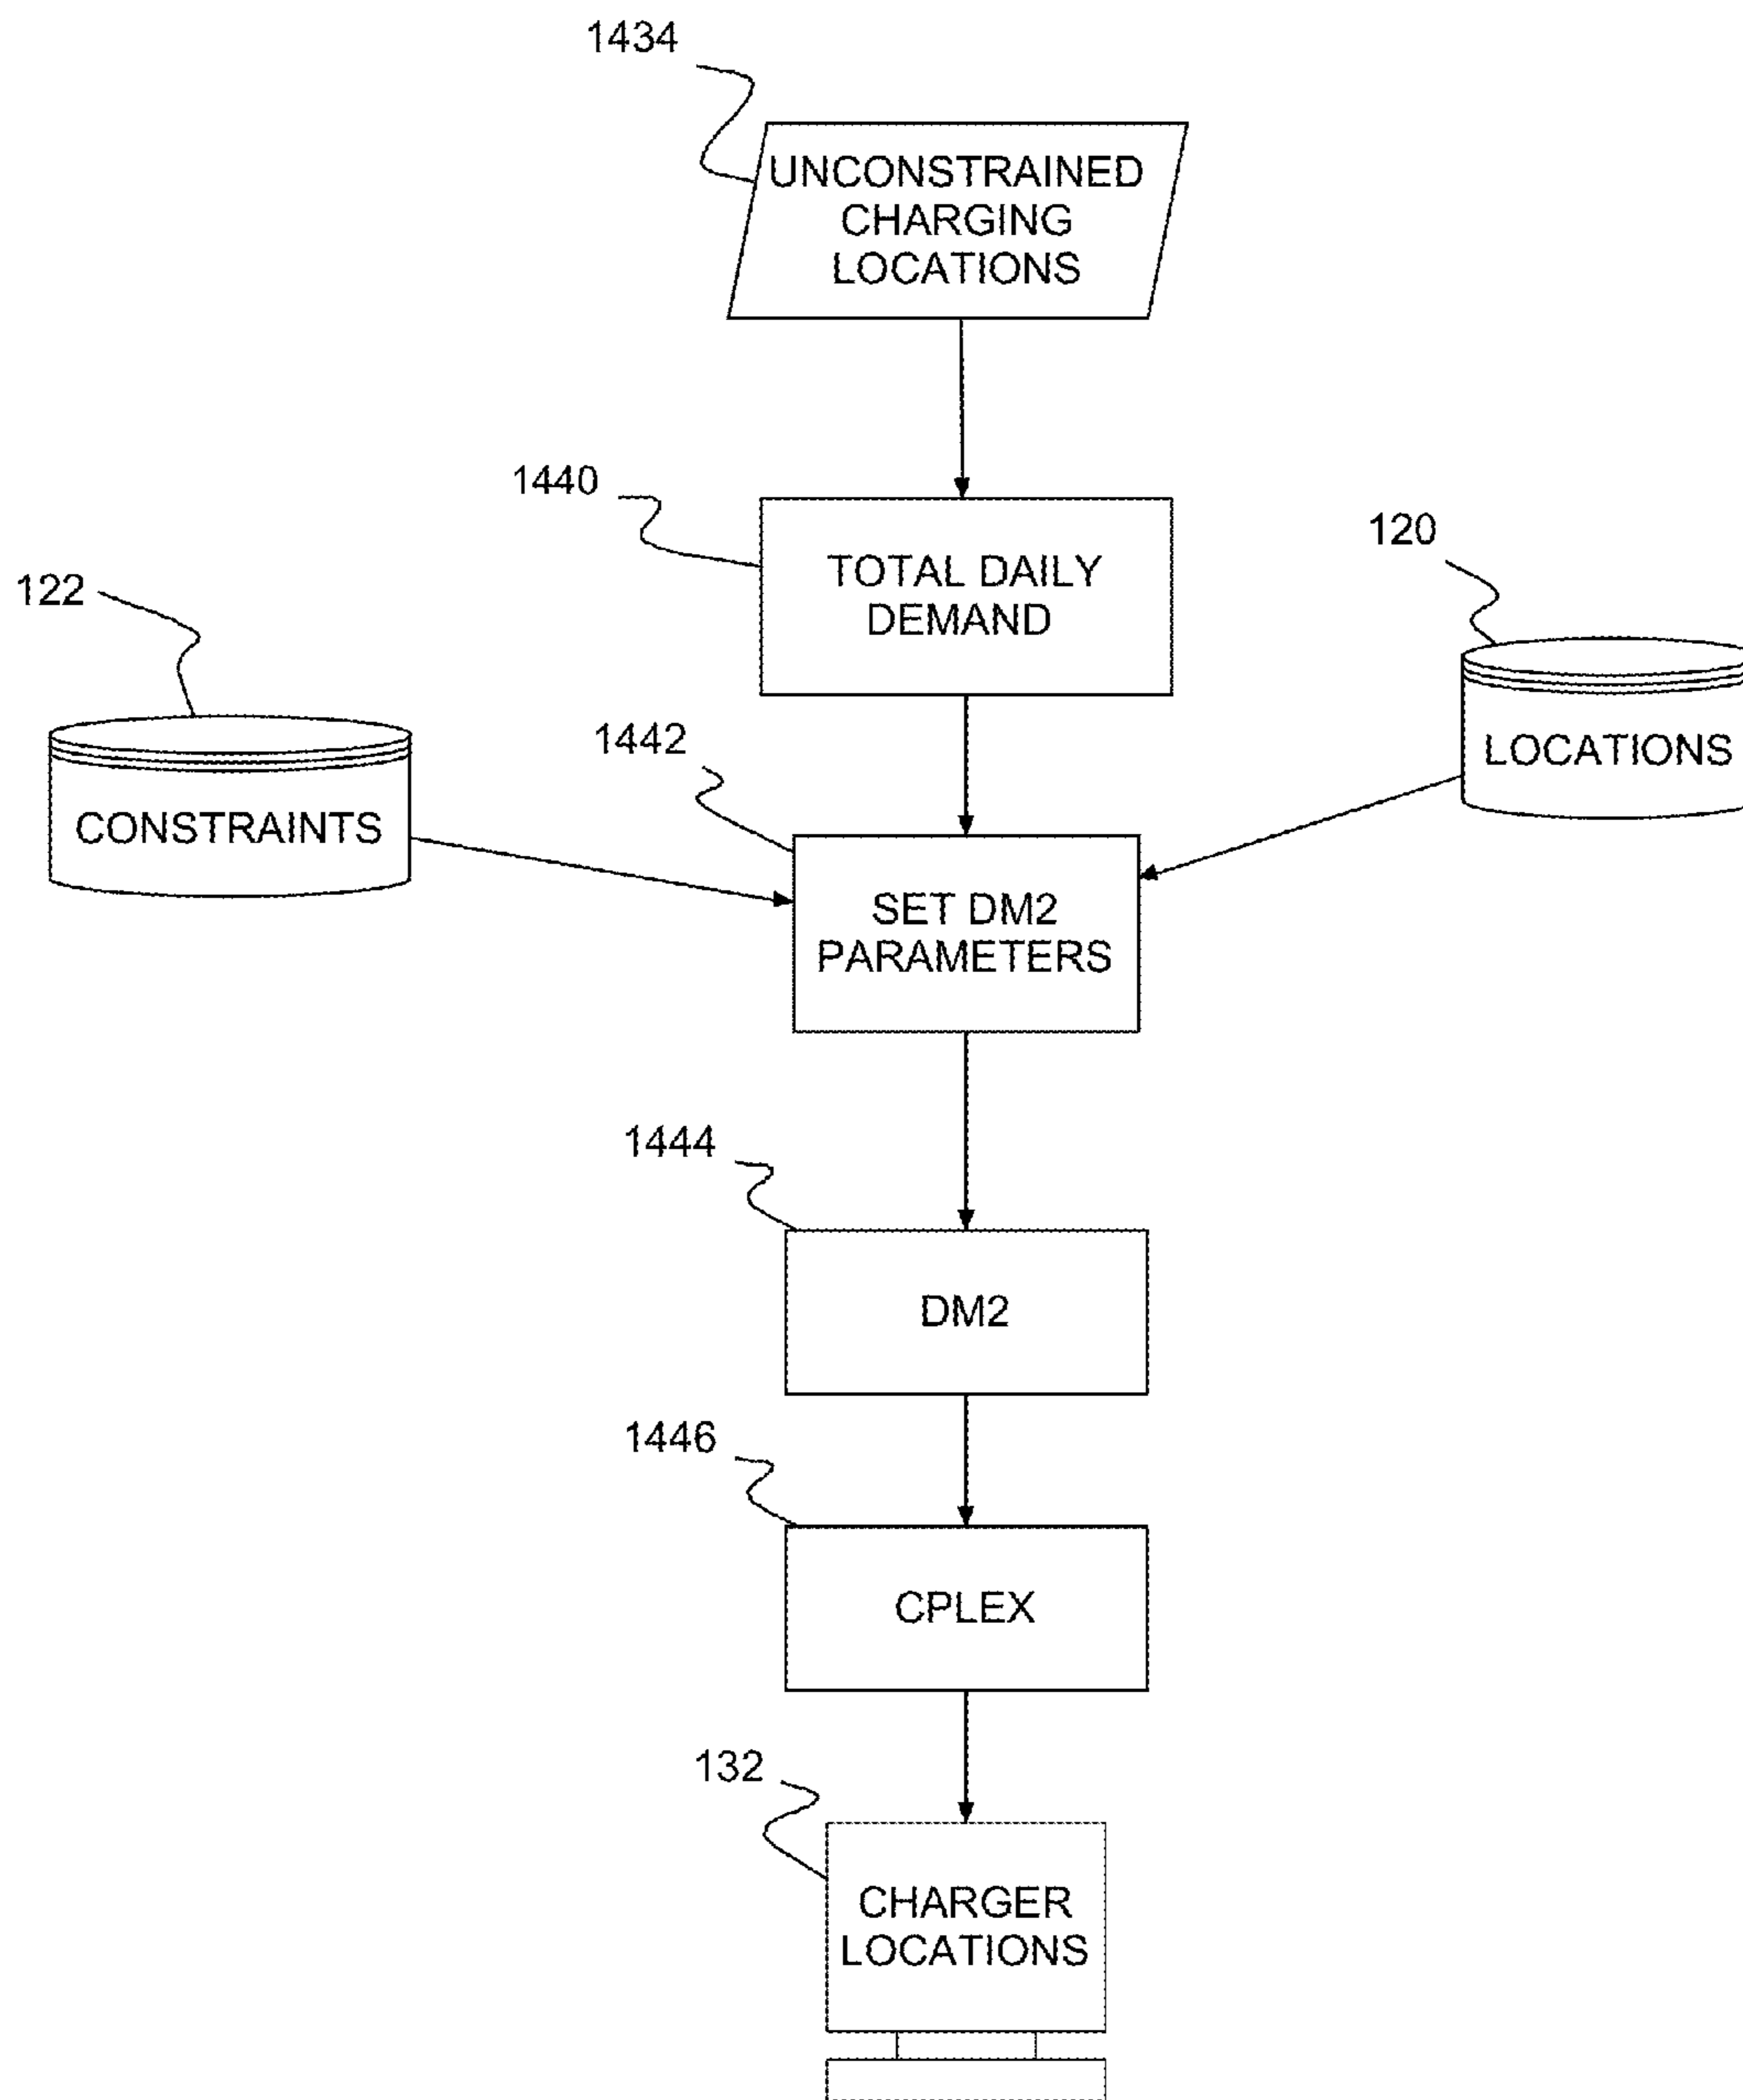 1434
UNCONSTRAINED
CHARGING
LOCATIONS
1440
TOTAL DAILY
DEMAND
120
LOCATIONS
122
CONSTRAINTS
1442
SET DM2
PARAMETERS
1444
DM2
1446
CPLEX
132
CHARGER
LOCATIONS